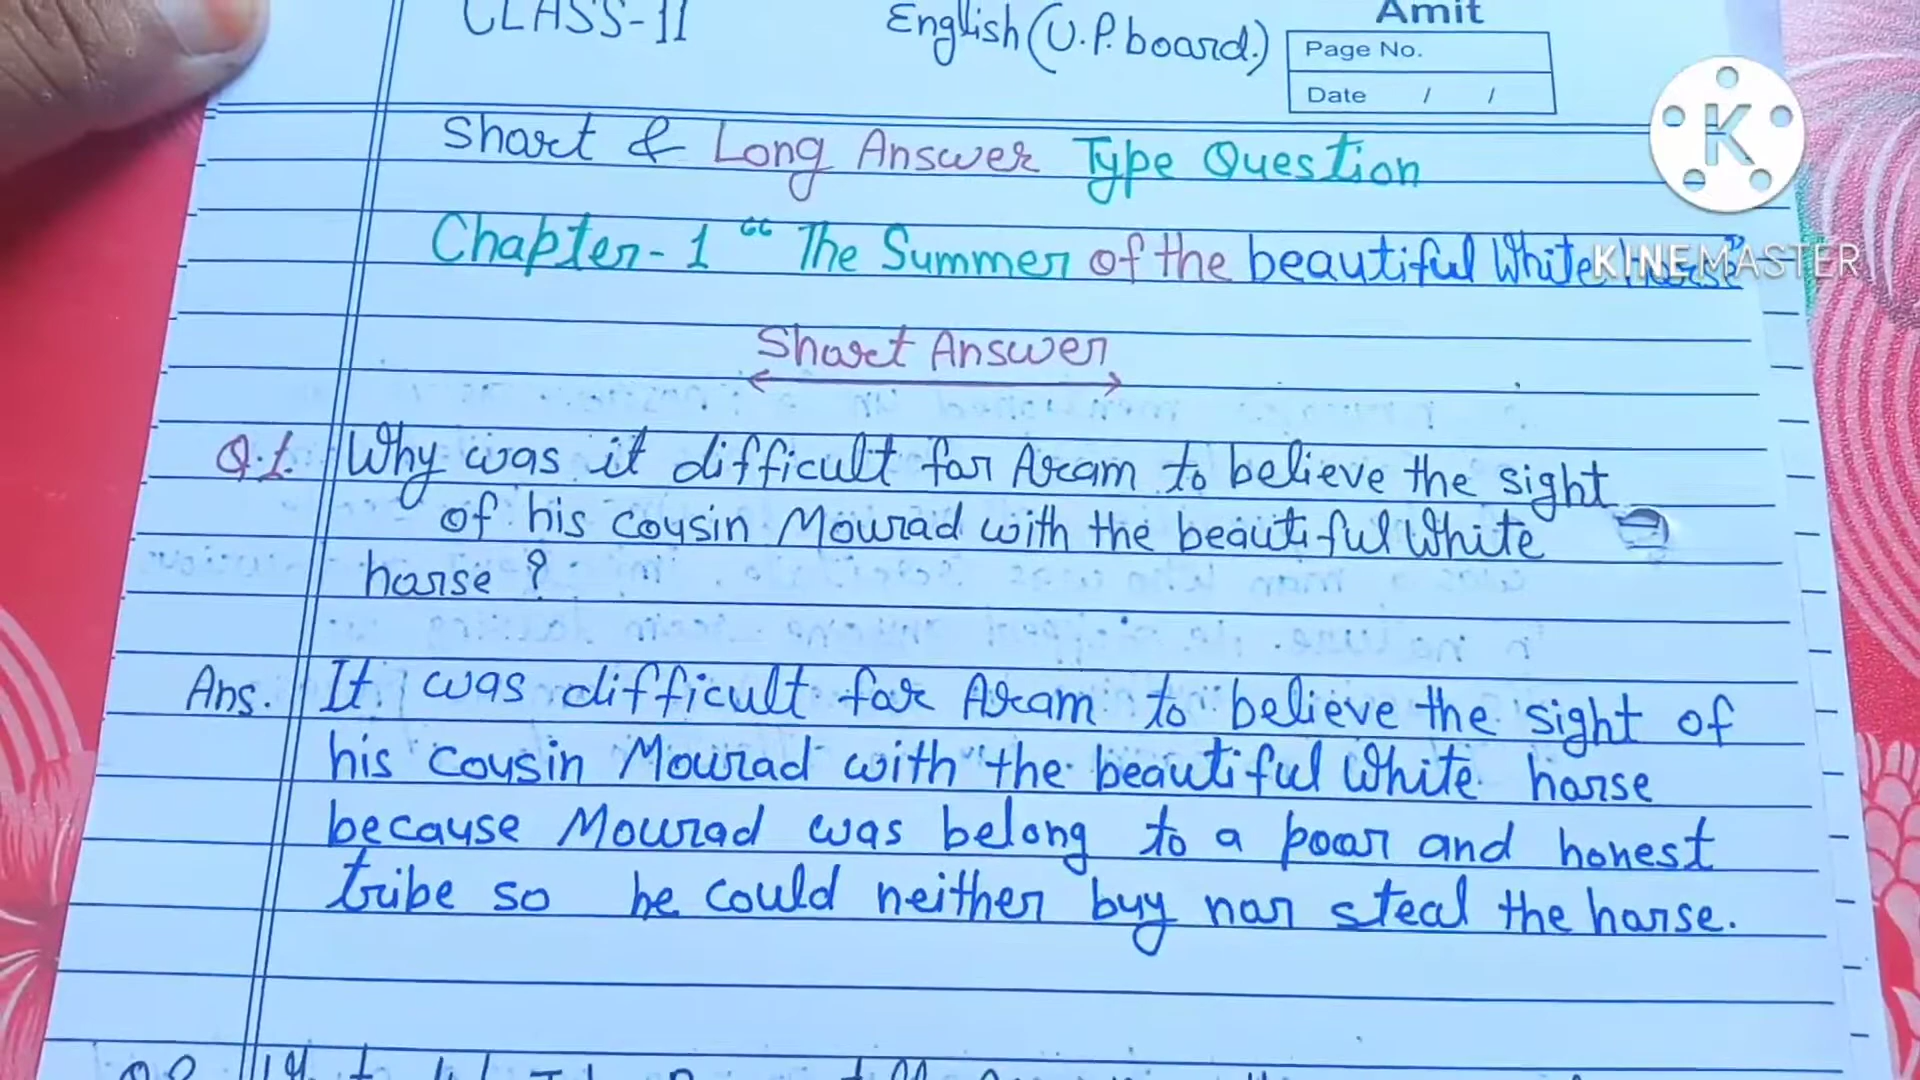 CLASS-11
English (U.P. board.)
Amit
Page No.
Date / /
Short & Long Answer Type Question
K
Chapter-1 "The Summer of the beautiful White horse"
KINEMASTER
Short Answer
Q.1. Why was it difficult for Aram to believe the sight
of his cousin Mourad with the beautiful White
horse ?
Ans. It was difficult for Aram to believe the sight of
his cousin Mourad with the beautiful White horse
because Mourad was belong to a poor and honest
tribe so he could neither buy nor steal the horse.